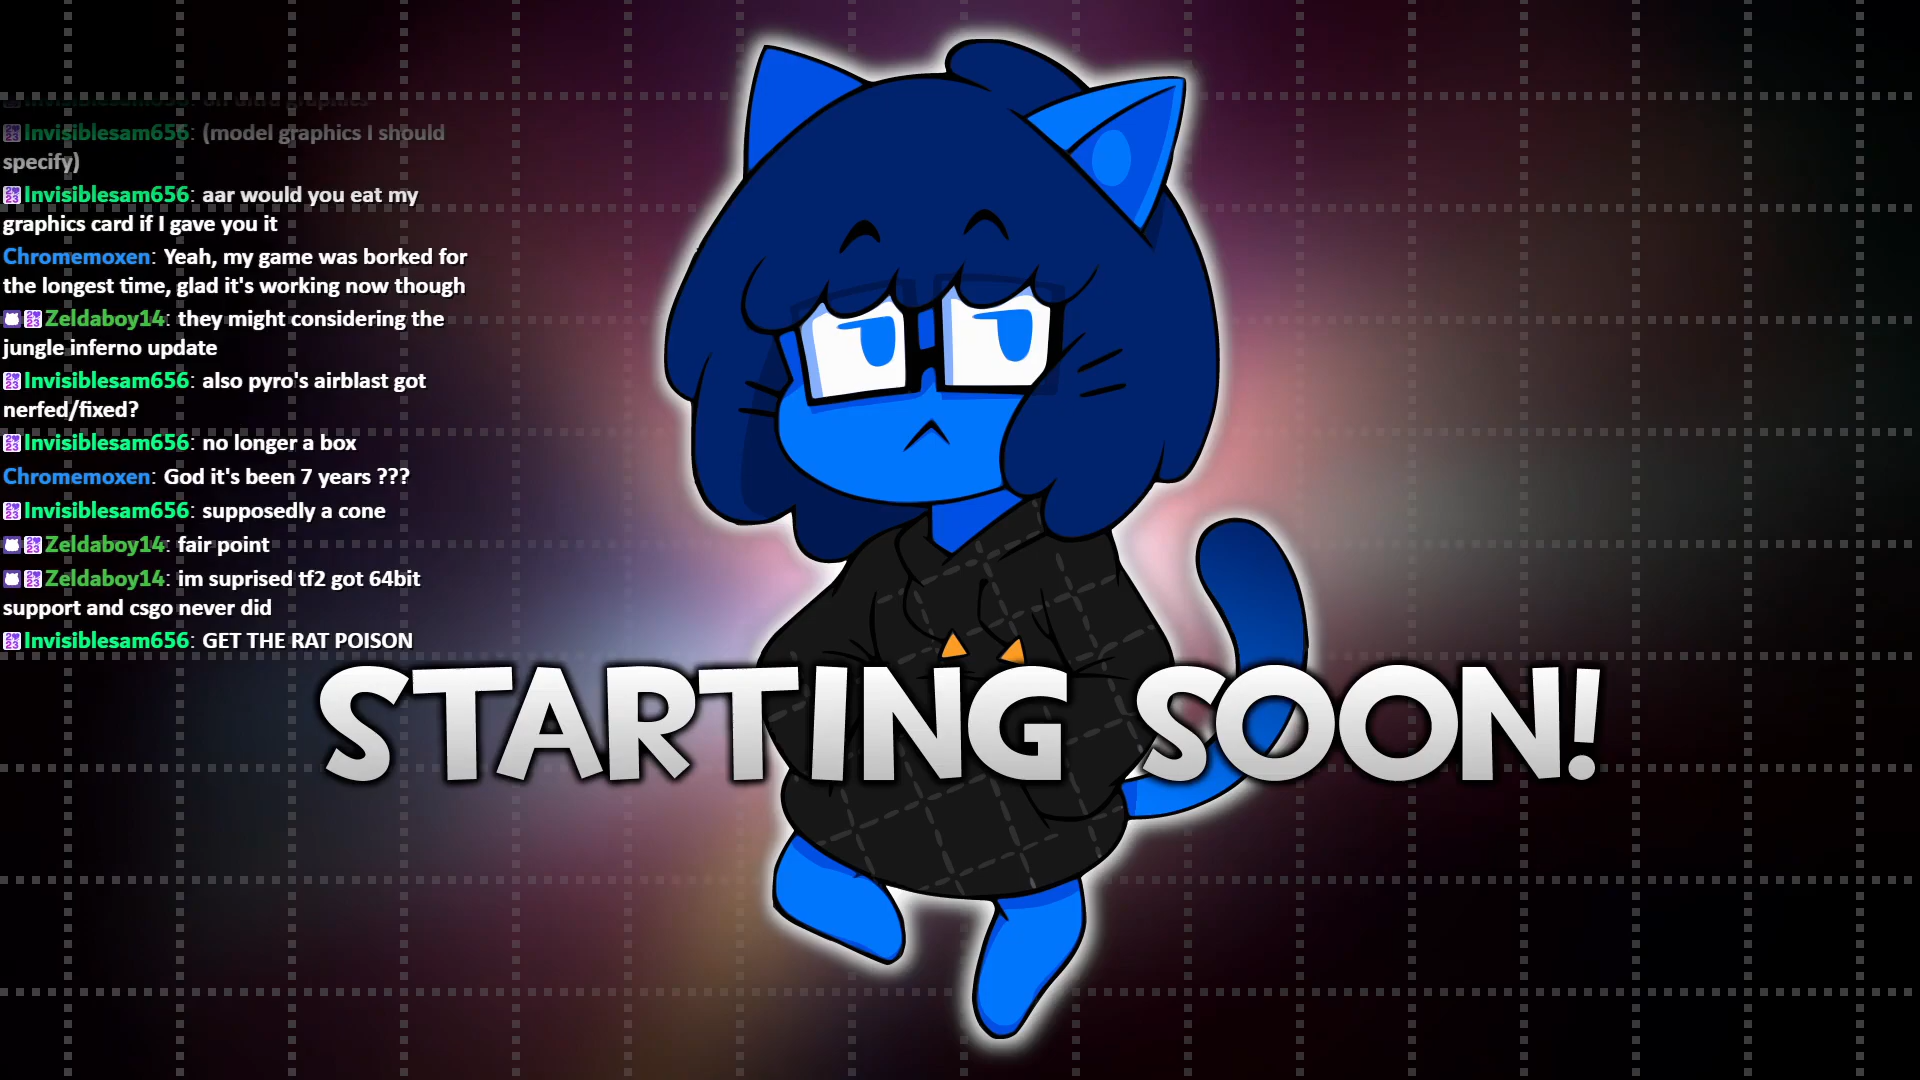 Invisiblesam656: on ultra graphics
Invisiblesam656: (model graphics I should
specify)
Invisiblesam656: aar would you eat my
graphics card if I gave you it
Chromemoxen: Yeah, my game was borked for
the longest time, glad it's working now though
Zeldaboy14: they might considering the
jungle inferno update
Invisiblesam656: also pyro's airblast got
nerfed/fixed?
Invisiblesam656: no longer a box
Chromemoxen: God it's been 7 years ???
Invisiblesam656: supposedly a cone
Zeldaboy14: fair point
Zeldaboy14: im suprised tf2 got 64bit
support and csgo never did
Invisiblesam656: GET THE RAT POISON
STARTING SOON!